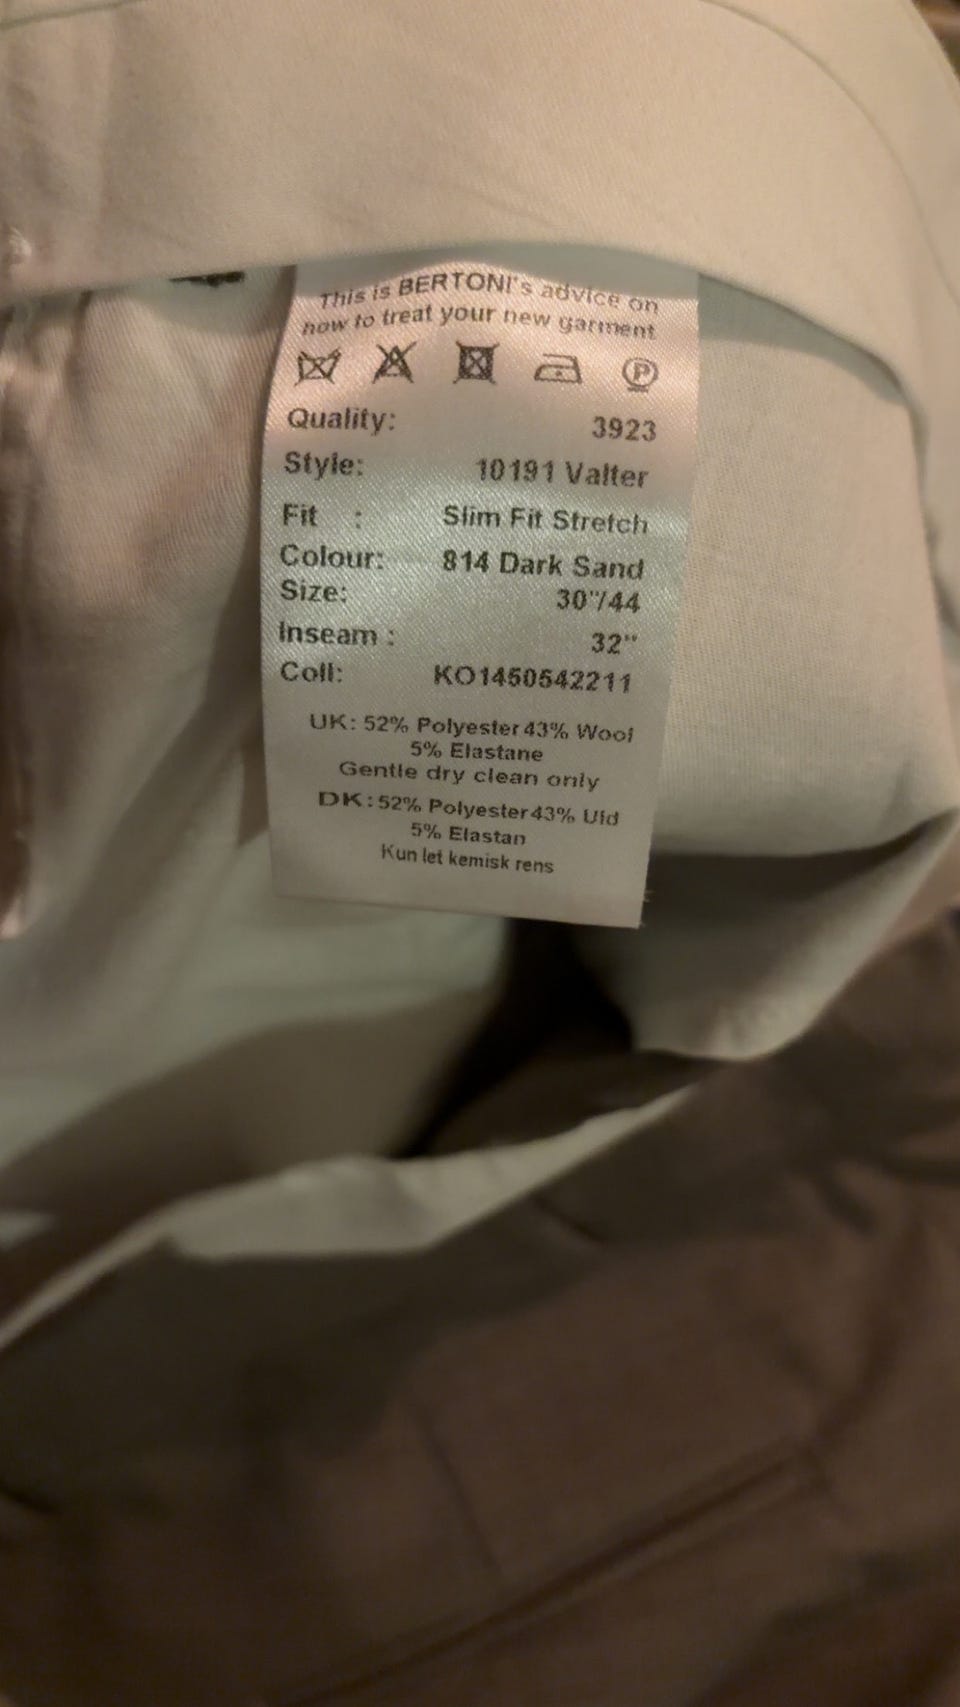 This is BERTONI's advice on
how to treat your new garment
P
Quality: 3923
Style: 10191 Valter
Fit : Slim Fit Stretch
Colour: 814 Dark Sand
Size: 30"/44
Inseam : 32"
Coll: KO1450542211
UK: 52% Polyester 43% Wool
5% Elastane
Gentle dry clean only
DK: 52% Polyester 43% Uld
5% Elastan
Kun let kemisk rens